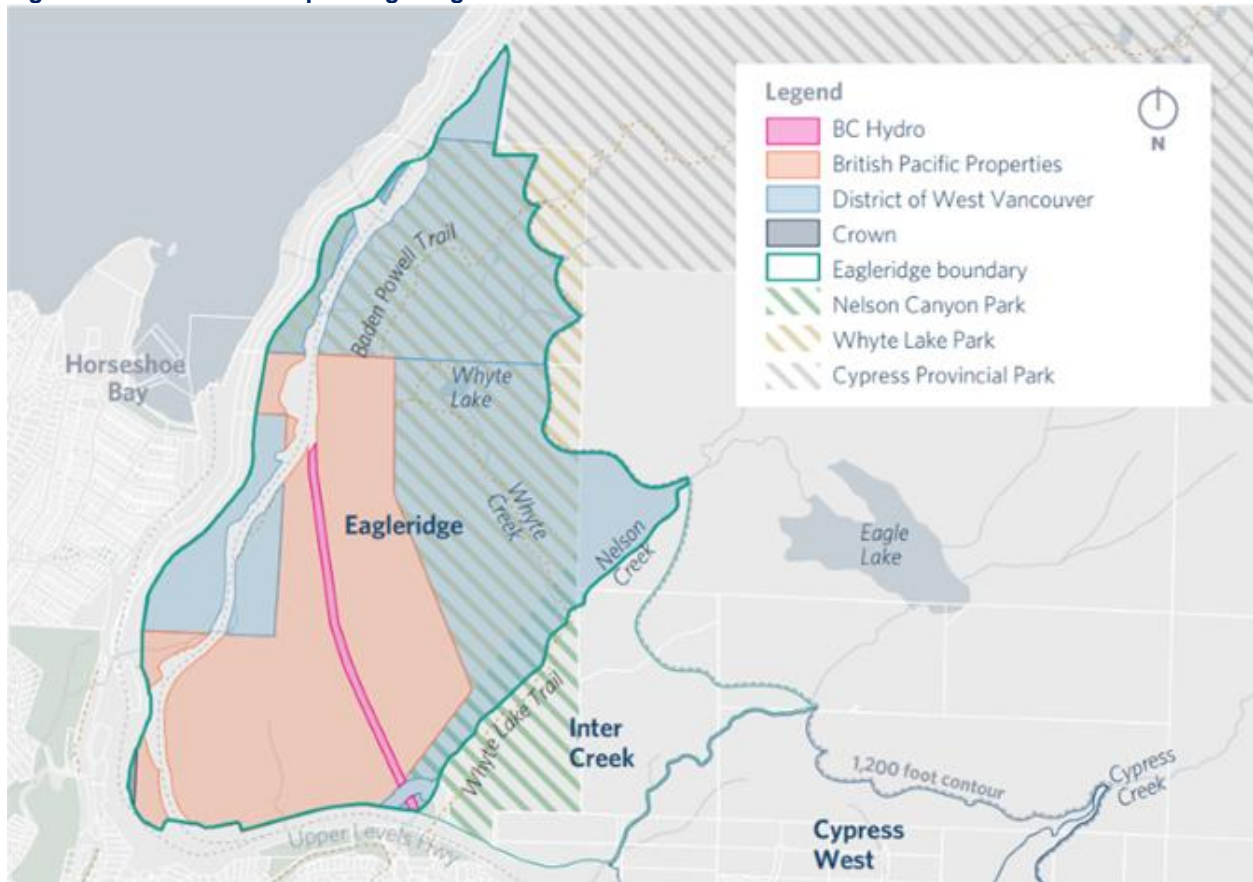 Legend
N
BC Hydro
British Pacific Properties
District of West Vancouver
Crown
Eagleridge boundary
Nelson Canyon Park
Whyte Lake Park
Cypress Provincial Park
Baden Powell Trail
Horseshoe
Bay
Whyte
Lake
Eagleridge
Whyte
Creek
Nelson
Creek
Eagle
Lake
Whyte Lake Trail
Inter
Creek
1,200 foot contour
Cypress
Creek
Upper Levels Hwy
Cypress
West